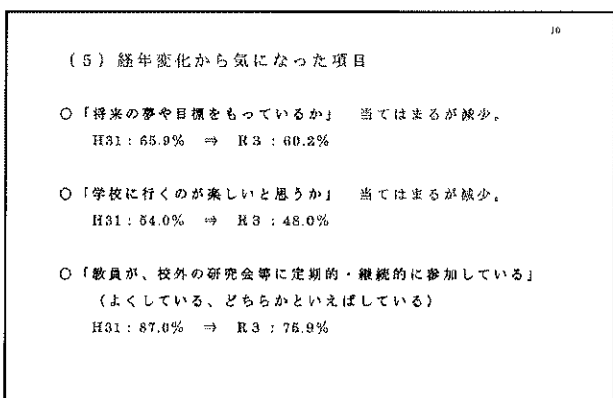 10
（５）経年変化から気になった項目
○「将来の夢や目標をもっているか」　当てはまるが減少。
H31：65.9%　⇒　R3：60.2%
○「学校に行くのが楽しいと思うか」　当てはまるが減少。
H31：54.0%　⇒　R3：48.0%
○「教員が、校外の研究会等に定期的・継続的に参加している」
（よくしている、どちらかといえばしている）
H31：87.0%　⇒　R3：76.9%